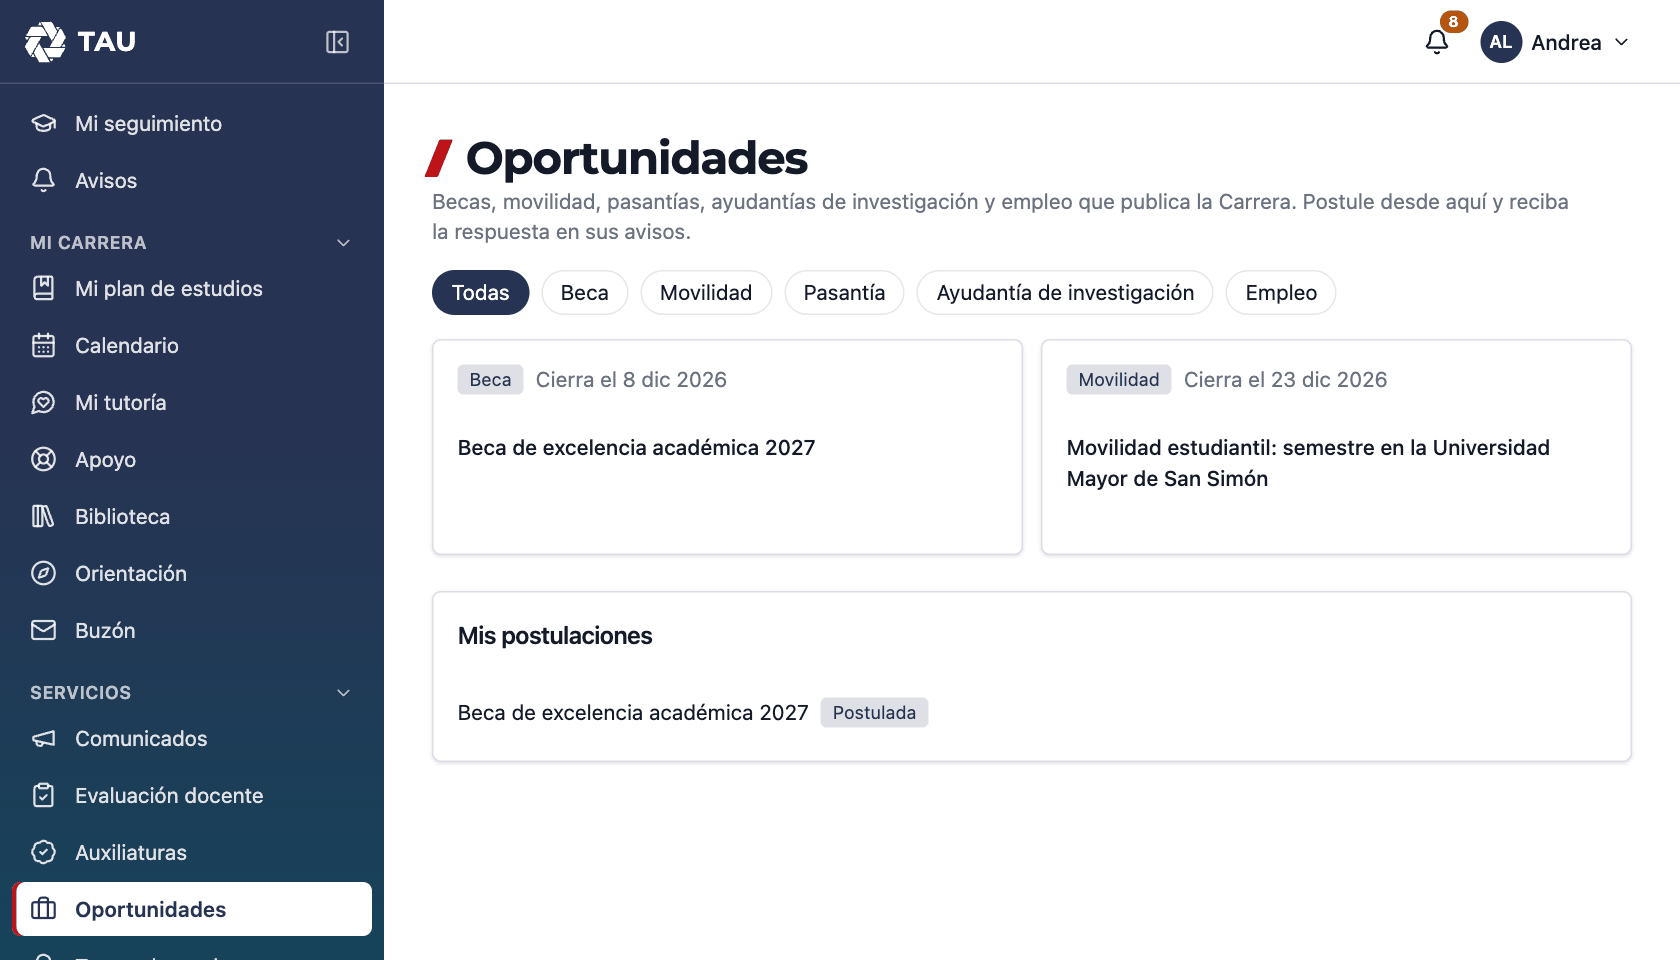 TAU
8
AL
Andrea
Mi seguimiento
Avisos
MI CARRERA
Mi plan de estudios
Calendario
Mi tutoría
Apoyo
Biblioteca
Orientación
Buzón
SERVICIOS
Comunicados
Evaluación docente
Auxiliaturas
Oportunidades
Oportunidades
Becas, movilidad, pasantías, ayudantías de investigación y empleo que publica la Carrera. Postule desde aquí y reciba
la respuesta en sus avisos.
Todas
Beca
Movilidad
Pasantía
Ayudantía de investigación
Empleo
Beca
Cierra el 8 dic 2026
Beca de excelencia académica 2027
Movilidad
Cierra el 23 dic 2026
Movilidad estudiantil: semestre en la Universidad
Mayor de San Simón
Mis postulaciones
Beca de excelencia académica 2027
Postulada